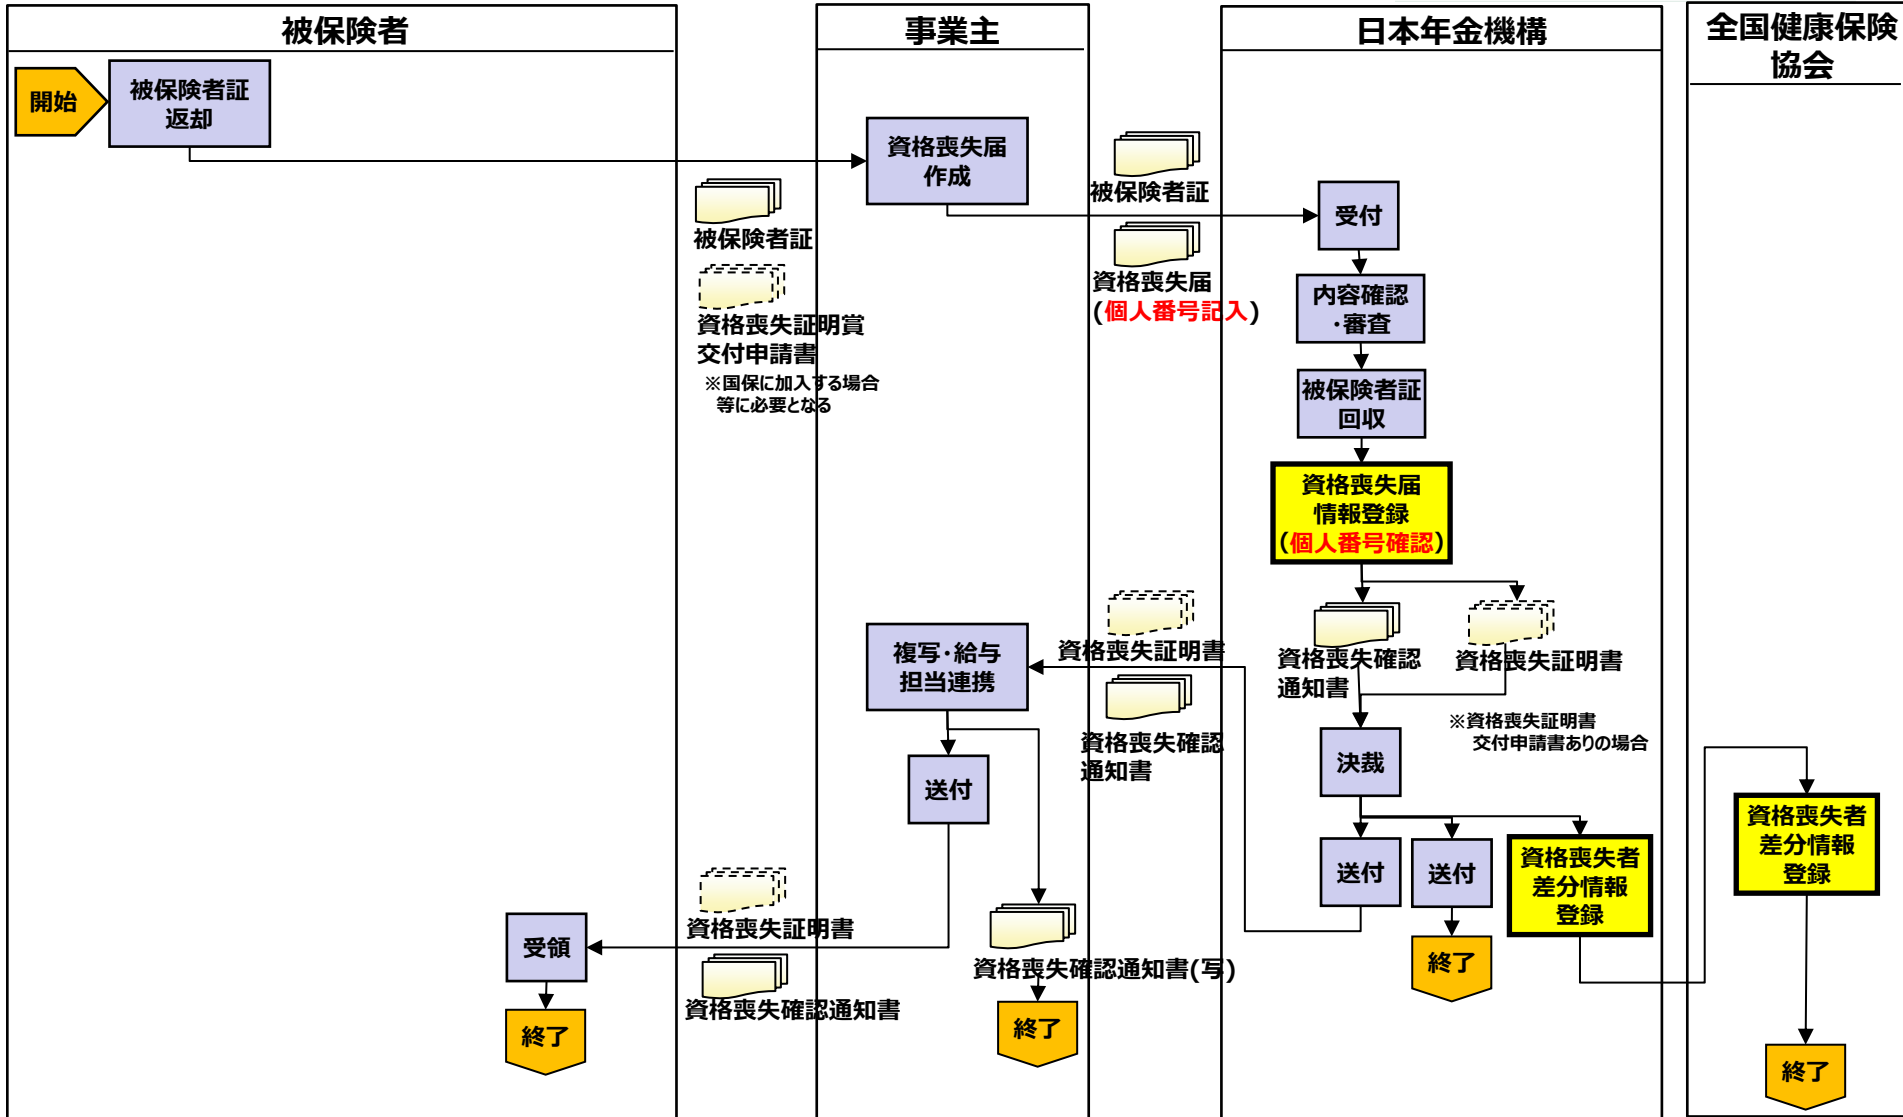 被保険者
事業主
日本年金機構
全国健康保険
協会
開始
被保険者証
返却
資格喪失届
作成
被保険者証
被保険者証
資格喪失届
(個人番号記入)
資格喪失証明賞
交付申請書
※国保に加入する場合
等に必要となる
受付
内容確認
・審査
被保険者証
回収
資格喪失届
情報登録
(個人番号確認)
資格喪失確認
通知書
資格喪失証明書
※資格喪失証明書
交付申請書ありの場合
資格喪失証明書
資格喪失確認
通知書
複写・給与
担当連携
送付
決裁
送付
送付
資格喪失者
差分情報
登録
資格喪失者
差分情報
登録
資格喪失証明書
資格喪失確認通知書
資格喪失確認通知書(写)
受領
終了
終了
終了
終了